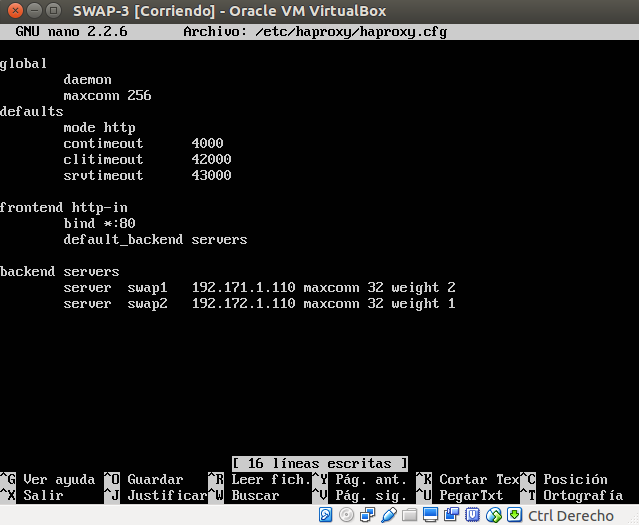 SWAP-3 [Corriendo] - Oracle VM VirtualBox
GNU nano 2.2.6 Archivo: /etc/haproxy/haproxy.cfg
global
daemon
maxconn 256
defaults
mode http
contimeout 4000
clitimeout 42000
srvtimeout 43000
frontend http-in
bind *:80
default_backend servers
backend servers
server swap1 192.171.1.110 maxconn 32 weight 2
server swap2 192.172.1.110 maxconn 32 weight 1
[ 16 líneas escritas ]
^G Ver ayuda ^O Guardar ^R Leer fich. ^Y Pág. ant. ^K Cortar Tex ^C Posición
^X Salir ^J Justificar ^W Buscar ^V Pág. sig. ^U PegarTxt ^T Ortografía
Ctrl Derecho